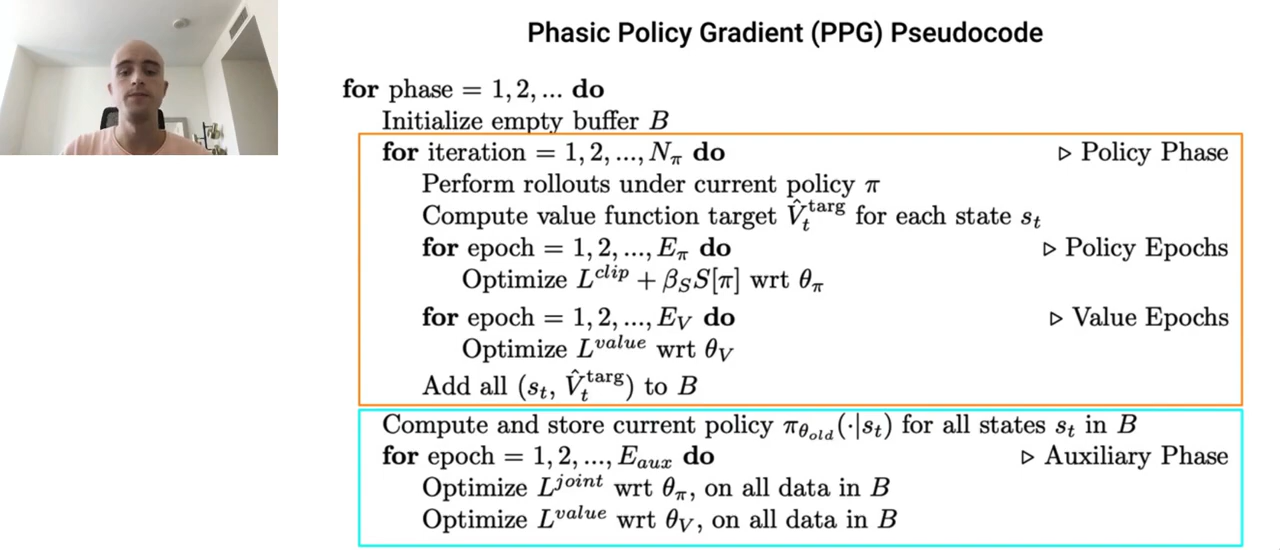 Phasic Policy Gradient (PPG) Pseudocode
for phase = 1, 2, ... do
Initialize empty buffer B
for iteration = 1, 2, ..., N_π do ▷ Policy Phase
Perform rollouts under current policy π
Compute value function target V̂_t^targ for each state s_t
for epoch = 1, 2, ..., E_π do ▷ Policy Epochs
Optimize L^clip + β_S S[π] wrt θ_π
for epoch = 1, 2, ..., E_V do ▷ Value Epochs
Optimize L^value wrt θ_V
Add all (s_t, V̂_t^targ) to B
Compute and store current policy π_θ_old(·|s_t) for all states s_t in B
for epoch = 1, 2, ..., E_aux do ▷ Auxiliary Phase
Optimize L^joint wrt θ_π, on all data in B
Optimize L^value wrt θ_V, on all data in B